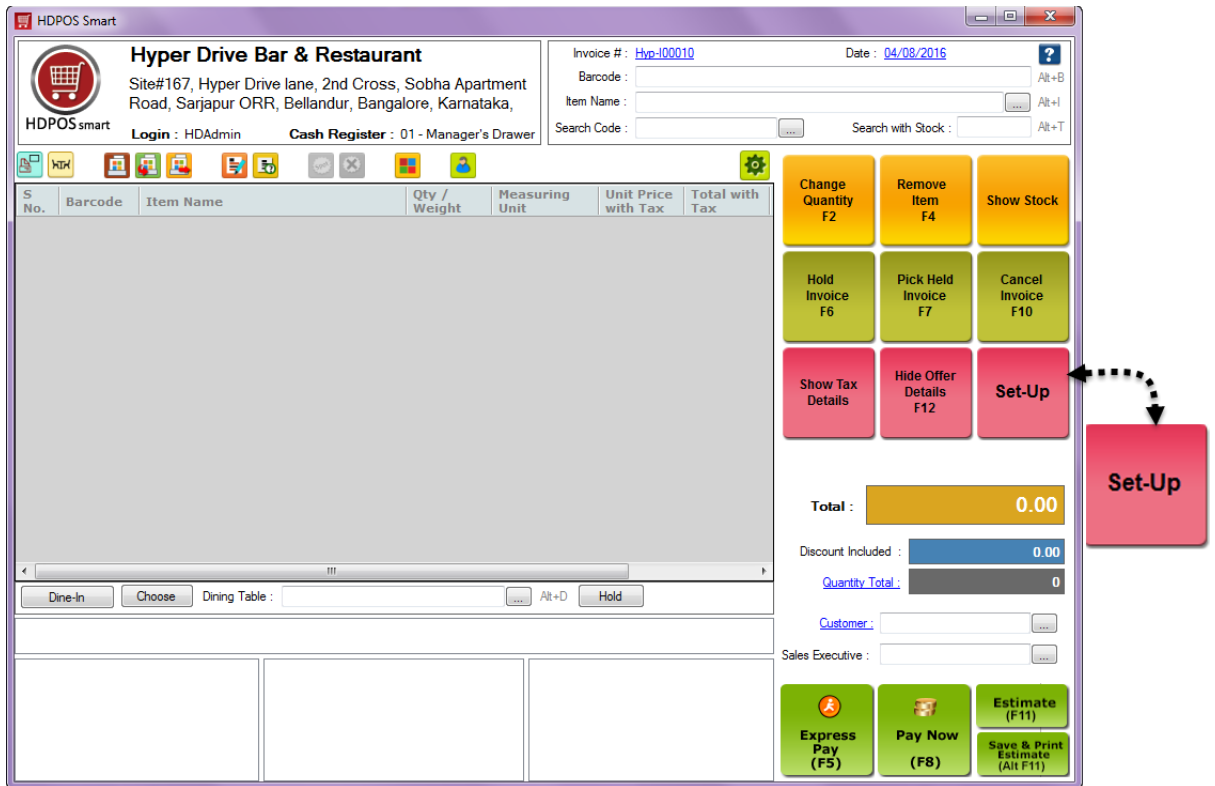 HDPOS Smart
HDPOS smart
Hyper Drive Bar & Restaurant
Site#167, Hyper Drive lane, 2nd Cross, Sobha Apartment
Road, Sarjapur ORR, Bellandur, Bangalore, Karnataka,
Login : HDAdmin Cash Register : 01 - Manager's Drawer
Invoice # : Hyp-I00010 Date : 04/08/2016 ?
Barcode : Alt+B
Item Name : ... Alt+I
Search Code : ... Search with Stock : Alt+T
S No. Barcode Item Name Qty / Weight Measuring Unit Unit Price with Tax Total with Tax
Change
Quantity
F2
Remove
Item
F4
Show Stock
Hold
Invoice
F6
Pick Held
Invoice
F7
Cancel
Invoice
F10
Show Tax
Details
Hide Offer
Details
F12
Set-Up
Set-Up
Total : 0.00
Discount Included : 0.00
Quantity Total : 0
Dine-In Choose Dining Table : ... Alt+D Hold
Customer : ...
Sales Executive : ...
Express
Pay
(F5)
Pay Now
(F8)
Estimate
(F11)
Save & Print
Estimate
(Alt F11)